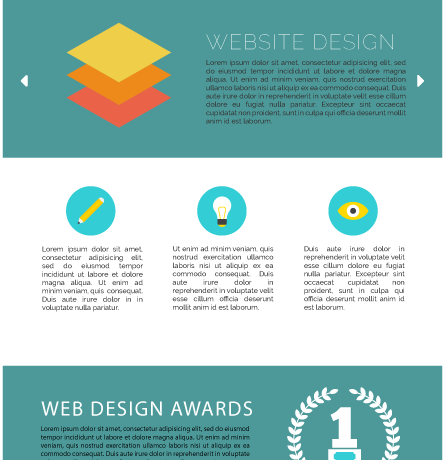 WEBSITE DESIGN
Lorem ipsum dolor sit amet, consectetur adipisicing elit, sed
do eiusmod tempor incididunt ut labore et dolore magna
aliqua. Ut enim ad minim veniam, quis nostrud exercitation
ullamco laboris nisi ut aliquip ex ea commodo consequat. Duis
aute irure dolor in reprehenderit in voluptate velit esse cillum
dolore eu fugiat nulla pariatur. Excepteur sint occaecat
cupidatat non proident, sunt in culpa qui officia deserunt mollit
anim id est laborum.
Lorem ipsum dolor sit amet,
consectetur adipisicing elit,
sed do eiusmod tempor
incididunt ut labore et dolore
magna aliqua. Ut enim ad
minim veniam, quis consequat.
Duis aute irure dolor in in
voluptate nulla pariatur.
Ut enim ad minim veniam, quis
nostrud exercitation ullamco
laboris nisi ut aliquip ex ea
commodo consequat. Duis
aute irure dolor in
reprehenderit in voluptate velit
esse cillum officia deserunt
mollit anim id est laborum.
Duis aute irure dolor in
reprehenderit in voluptate velit
esse cillum dolore eu fugiat
nulla pariatur. Excepteur sint
occaecat cupidatat non
proident, sunt in culpa qui
officia deserunt mollit anim id
est laborum.
WEB DESIGN AWARDS
Lorem ipsum dolor sit amet, consectetur adipisicing elit, sed do eiusmod
tempor incididunt ut labore et dolore magna aliqua. Ut enim ad minim
veniam, quis nostrud exercitation ullamco laboris nisi ut aliquip ex ea
commodo consequat. Duis aute irure dolor in reprehenderit in voluptate
1